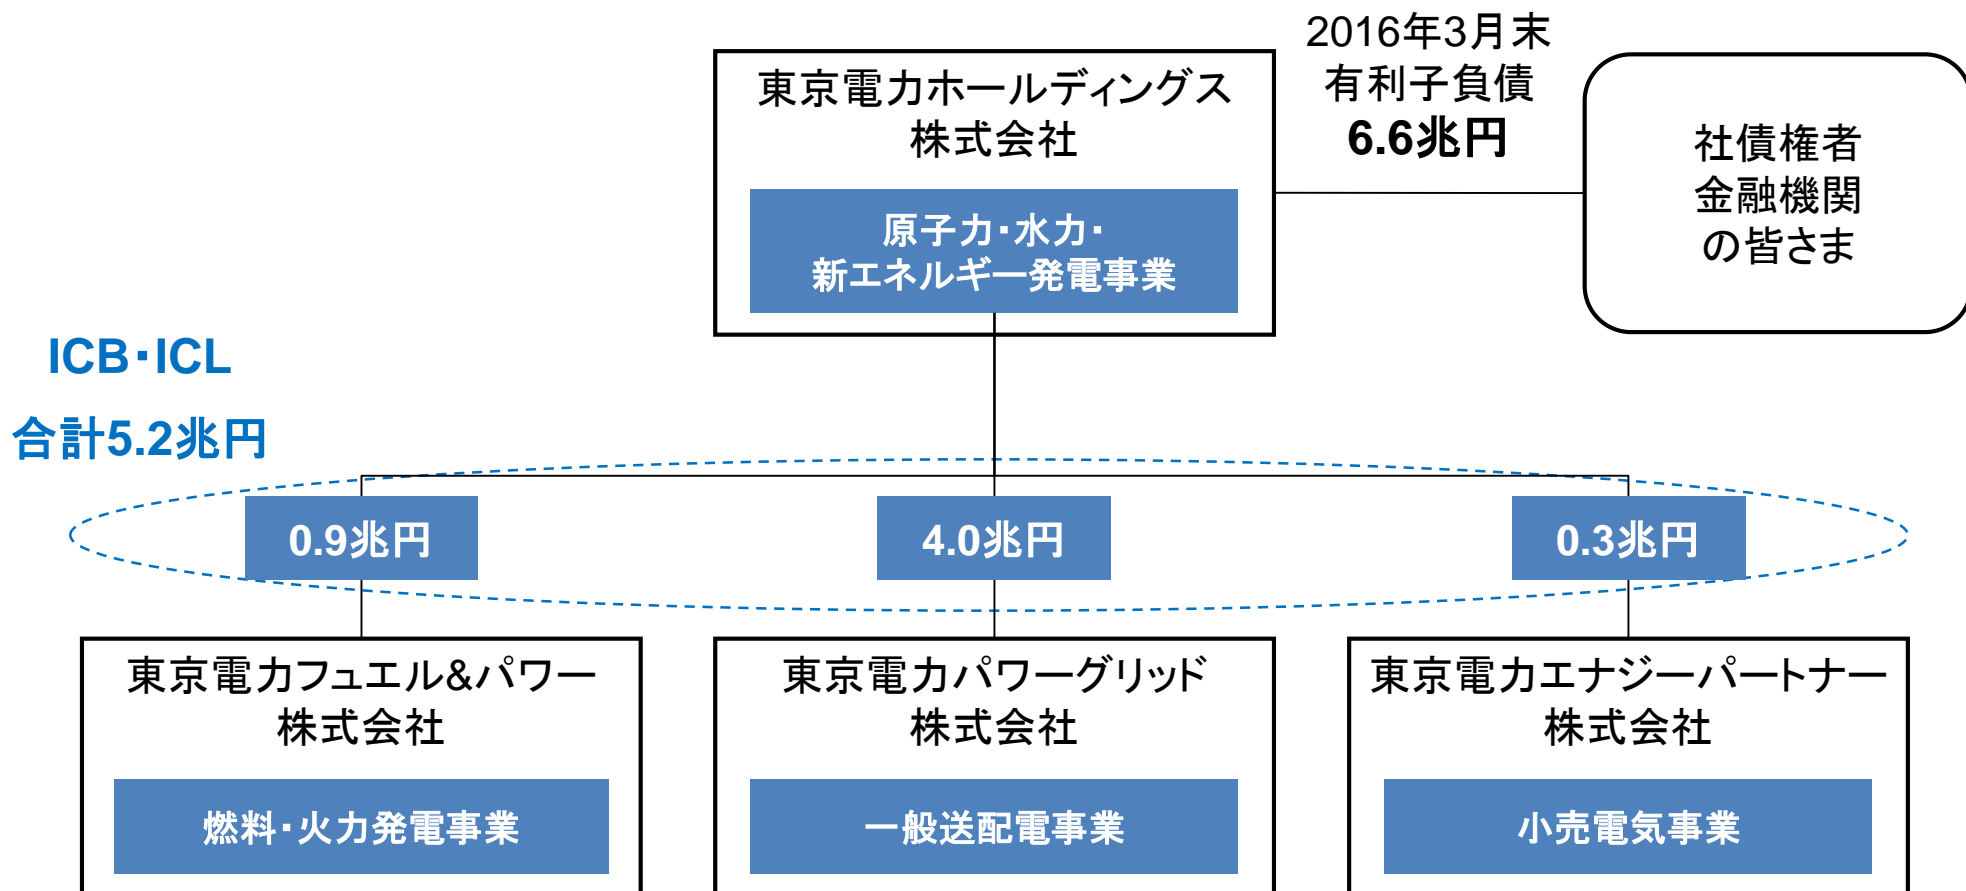 2016年3月末
有利子負債
6.6兆円
東京電力ホールディングス
株式会社
原子力・水力・
新エネルギー発電事業
社債権者
金融機関
の皆さま
ICB・ICL
合計5.2兆円
0.9兆円
4.0兆円
0.3兆円
東京電力フュエル&パワー
株式会社
燃料・火力発電事業
東京電力パワーグリッド
株式会社
一般送配電事業
東京電力エナジーパートナー
株式会社
小売電気事業